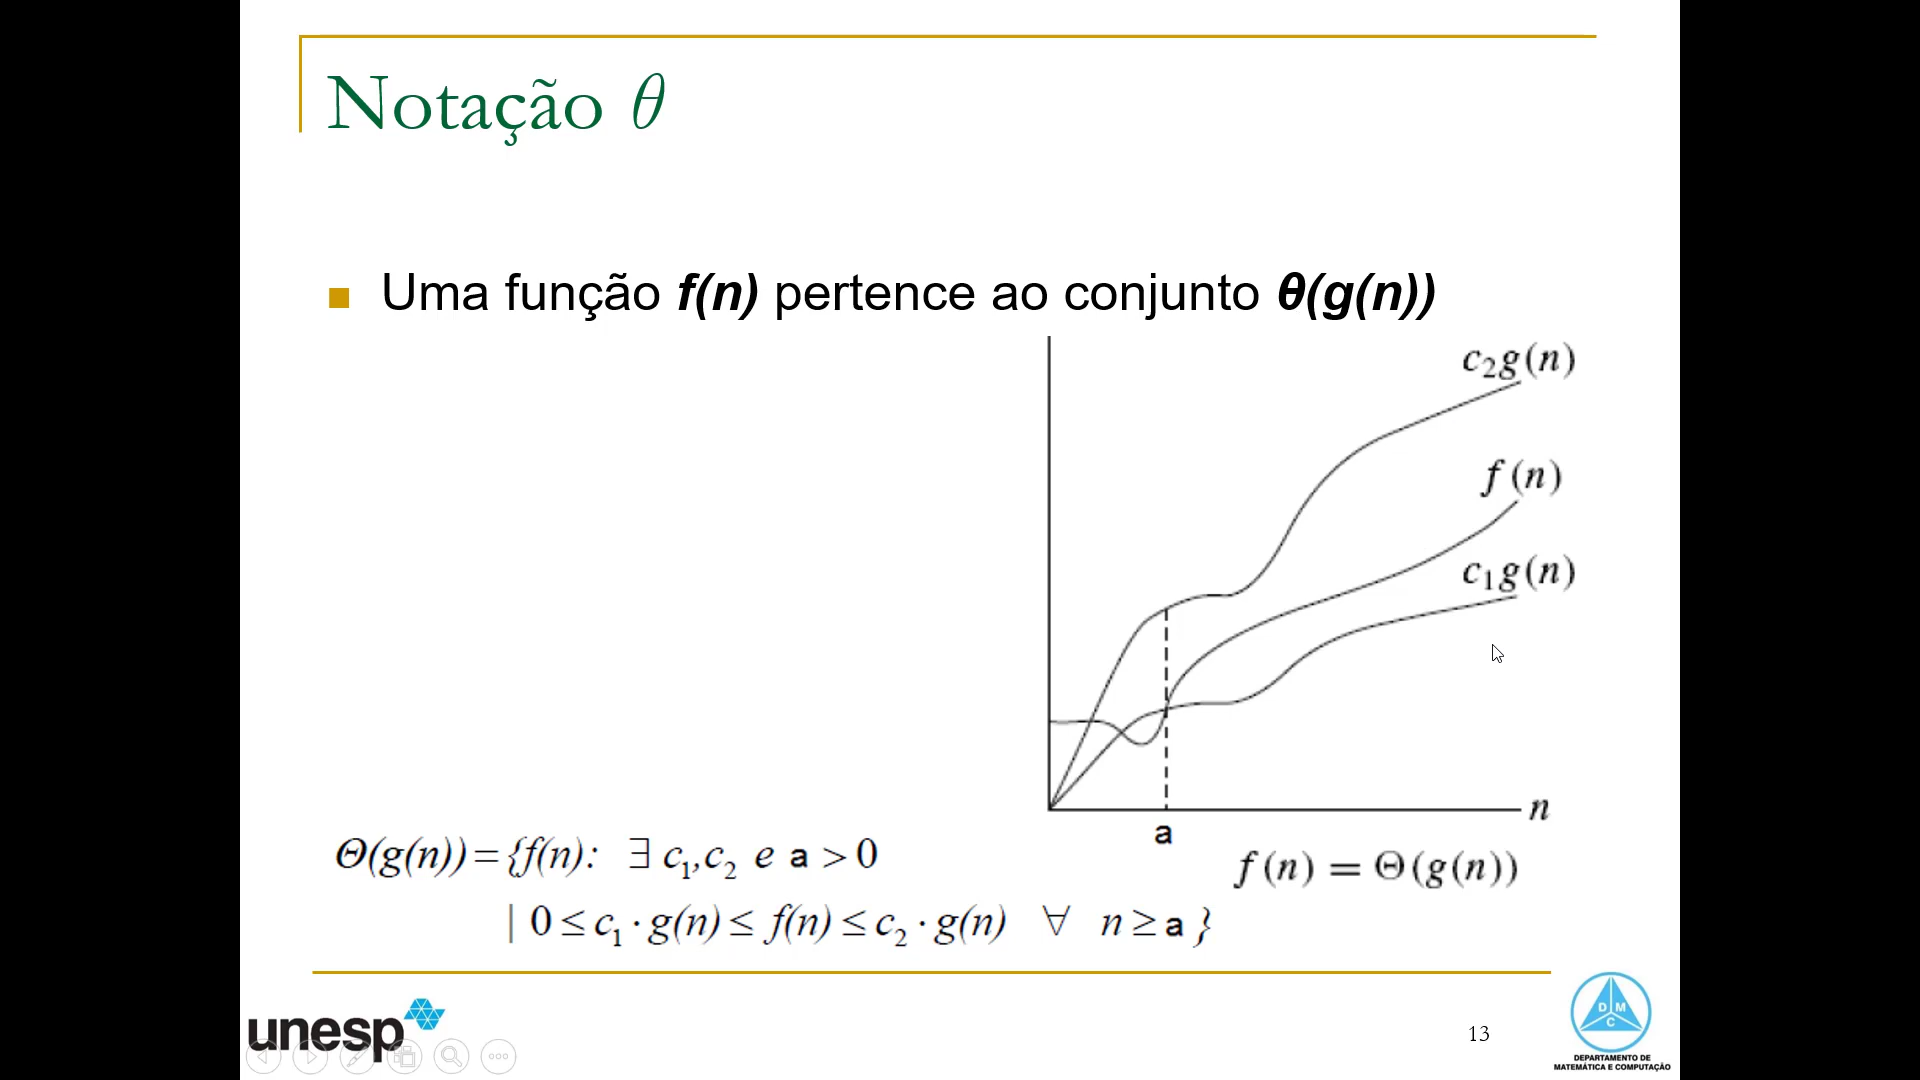 Notação θ
Uma função f(n) pertence ao conjunto θ(g(n))
c₂g(n)
f(n)
c₁g(n)
n
a
f(n) = Θ(g(n))
Θ(g(n))={f(n): ∃ c₁,c₂ e a >0
| 0 ≤ c₁·g(n) ≤ f(n) ≤ c₂·g(n) ∀ n ≥ a }
unesp
13
D M
C
DEPARTAMENTO DE
MATEMÁTICA E COMPUTAÇÃO